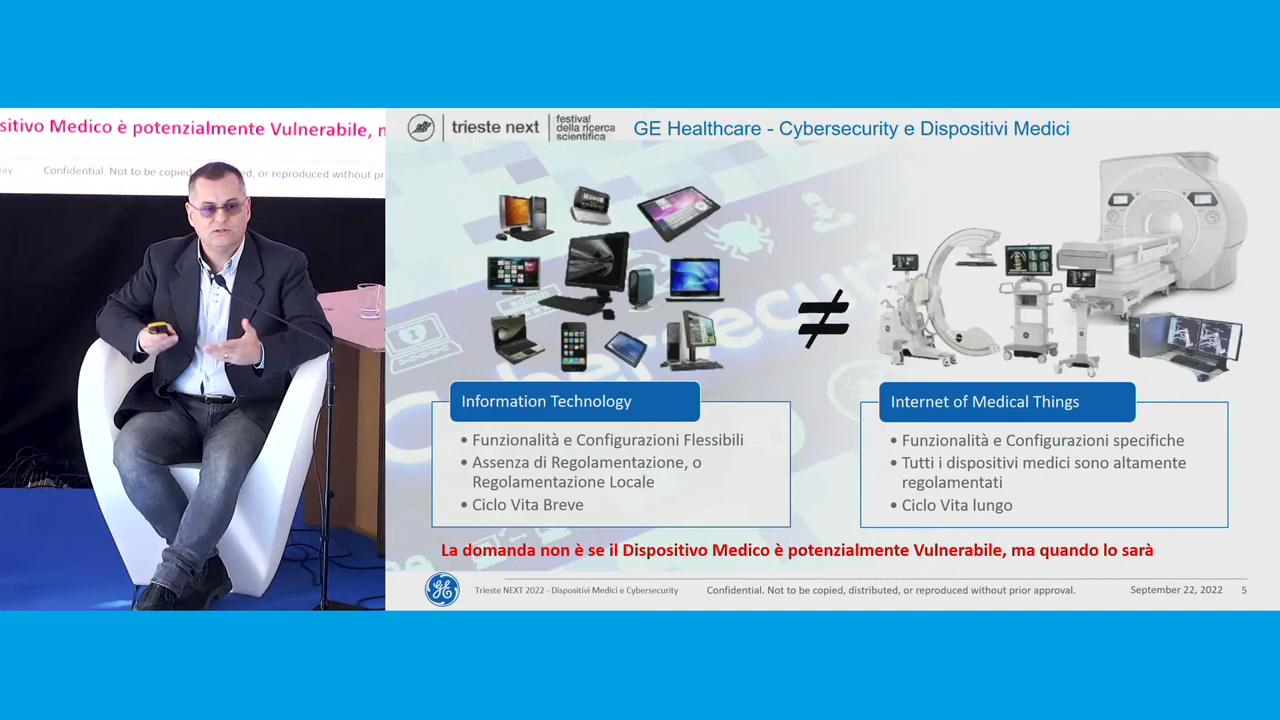 sitivo Medico è potenzialmente Vulnerabile, n
Confidential. Not to be copied, or reproduced without pr
trieste next
festival
della ricerca
scientifica
GE Healthcare - Cybersecurity e Dispositivi Medici
admin
Cybersecuri
≠
Information Technology
• Funzionalità e Configurazioni Flessibili
• Assenza di Regolamentazione, o
Regolamentazione Locale
• Ciclo Vita Breve
Internet of Medical Things
• Funzionalità e Configurazioni specifiche
• Tutti i dispositivi medici sono altamente
regolamentati
• Ciclo Vita lungo
La domanda non è se il Dispositivo Medico è potenzialmente Vulnerabile, ma quando lo sarà
GE
Trieste NEXT 2022 - Dispositivi Medici e Cybersecurity
Confidential. Not to be copied, distributed, or reproduced without prior approval.
September 22, 2022
5